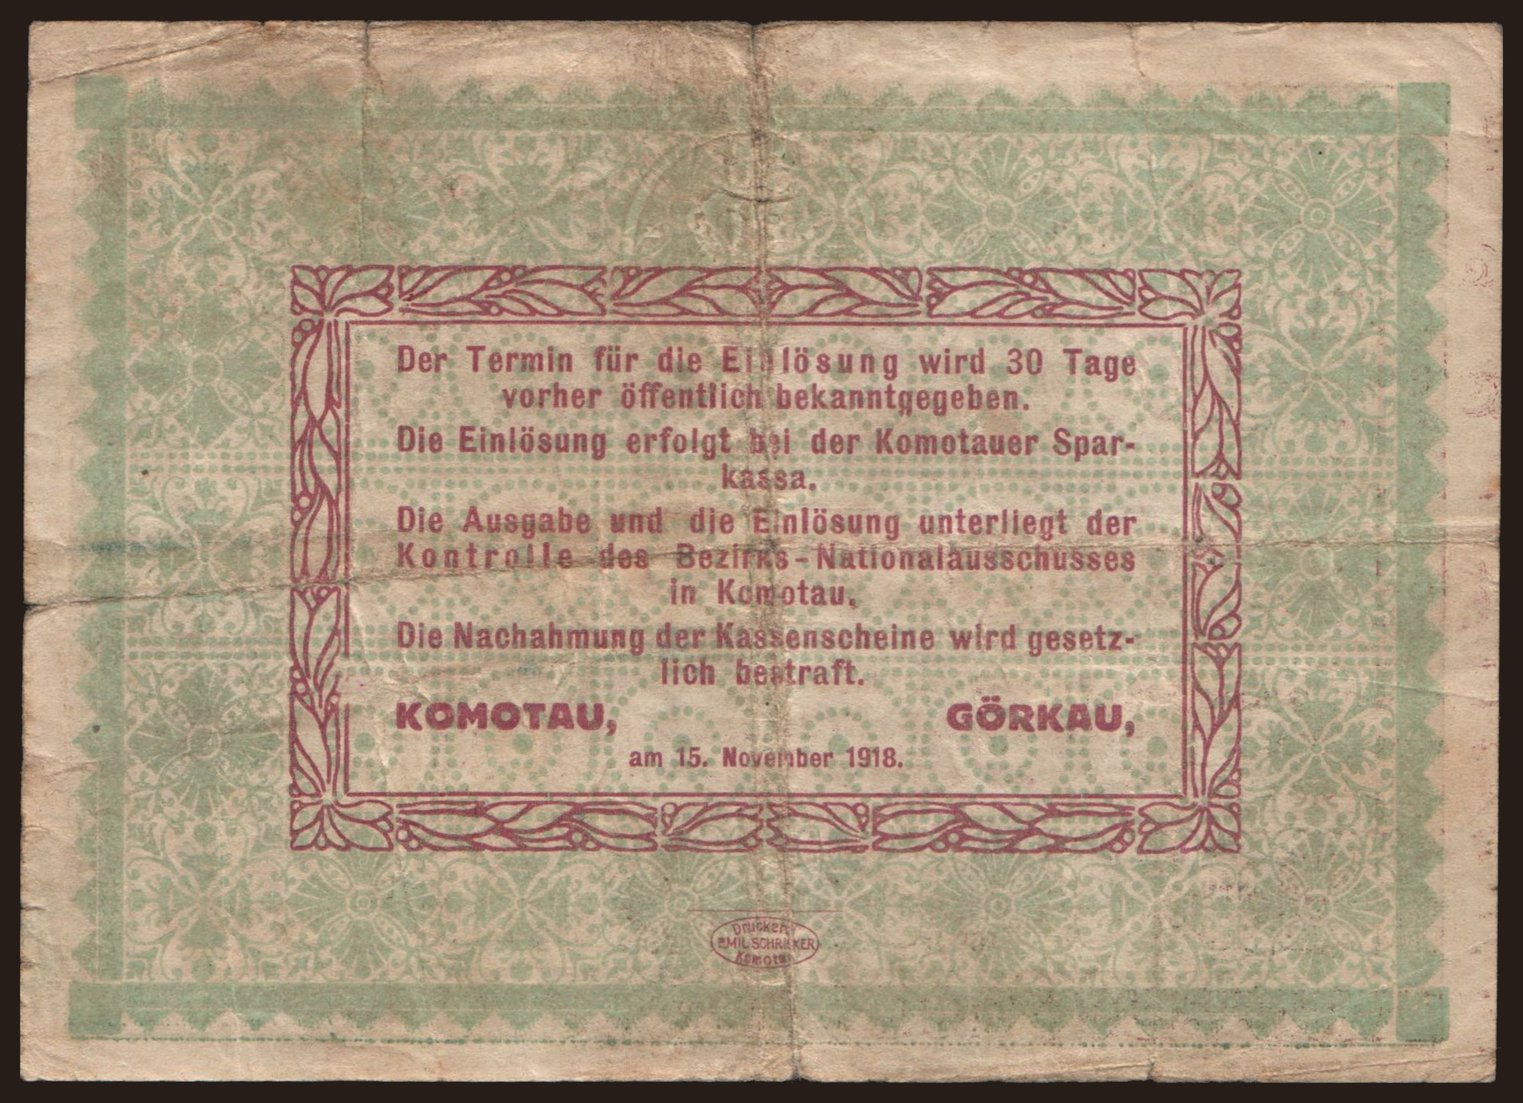 Der Termin für die Einlösung wird 30 Tage
vorher öffentlich bekanntgegeben.
Die Einlösung erfolgt bei der Komotauer Spar-
kassa.
Die Ausgabe und die Einlösung unterliegt der
Kontrolle des Bezirks-Nationalausschusses
in Komotau.
Die Nachahmung der Kassenscheine wird gesetz-
lich bestraft.
KOMOTAU, GÖRKAU,
am 15. November 1918.
Druckerei
EMIL SCHRICKER
Komotau